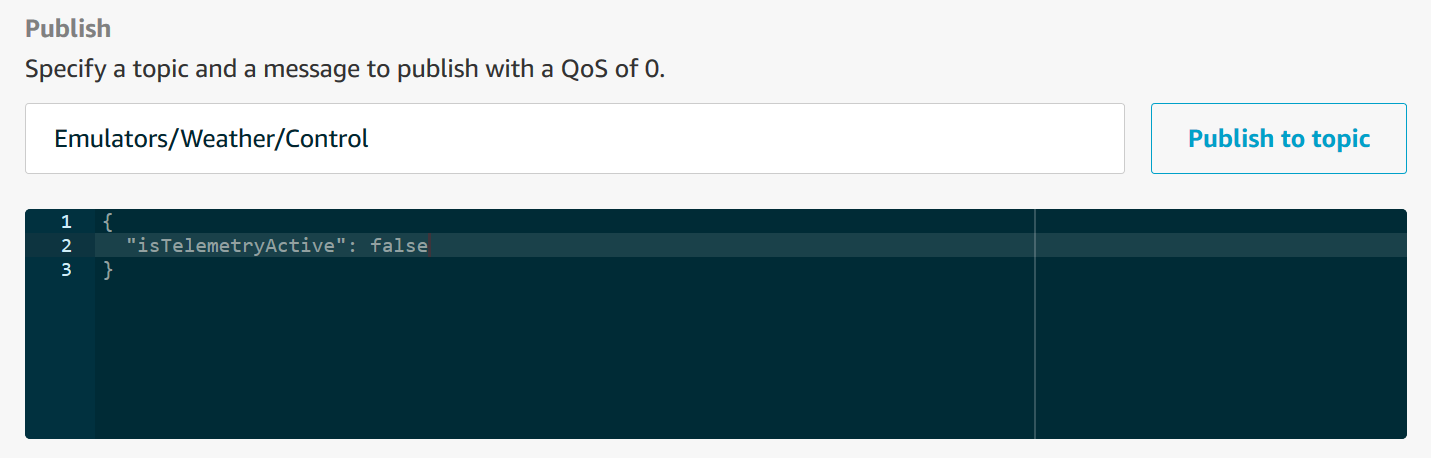 Publish
Specify a topic and a message to publish with a QoS of 0.
Emulators/Weather/Control
Publish to topic
1 {
2   "isTelemetryActive": false
3 }